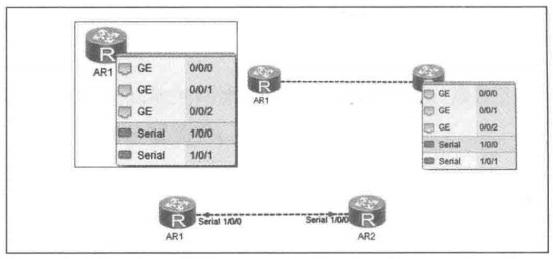 R
AR1
GE 0/0/0
GE 0/0/1
GE 0/0/2
Serial 1/0/0
Serial 1/0/1
R
AR1
GE 0/0/0
GE 0/0/1
GE 0/0/2
Serial 1/0/0
Serial 1/0/1
R
AR1
Serial 1/0/0
Serial 1/0/0
R
AR2